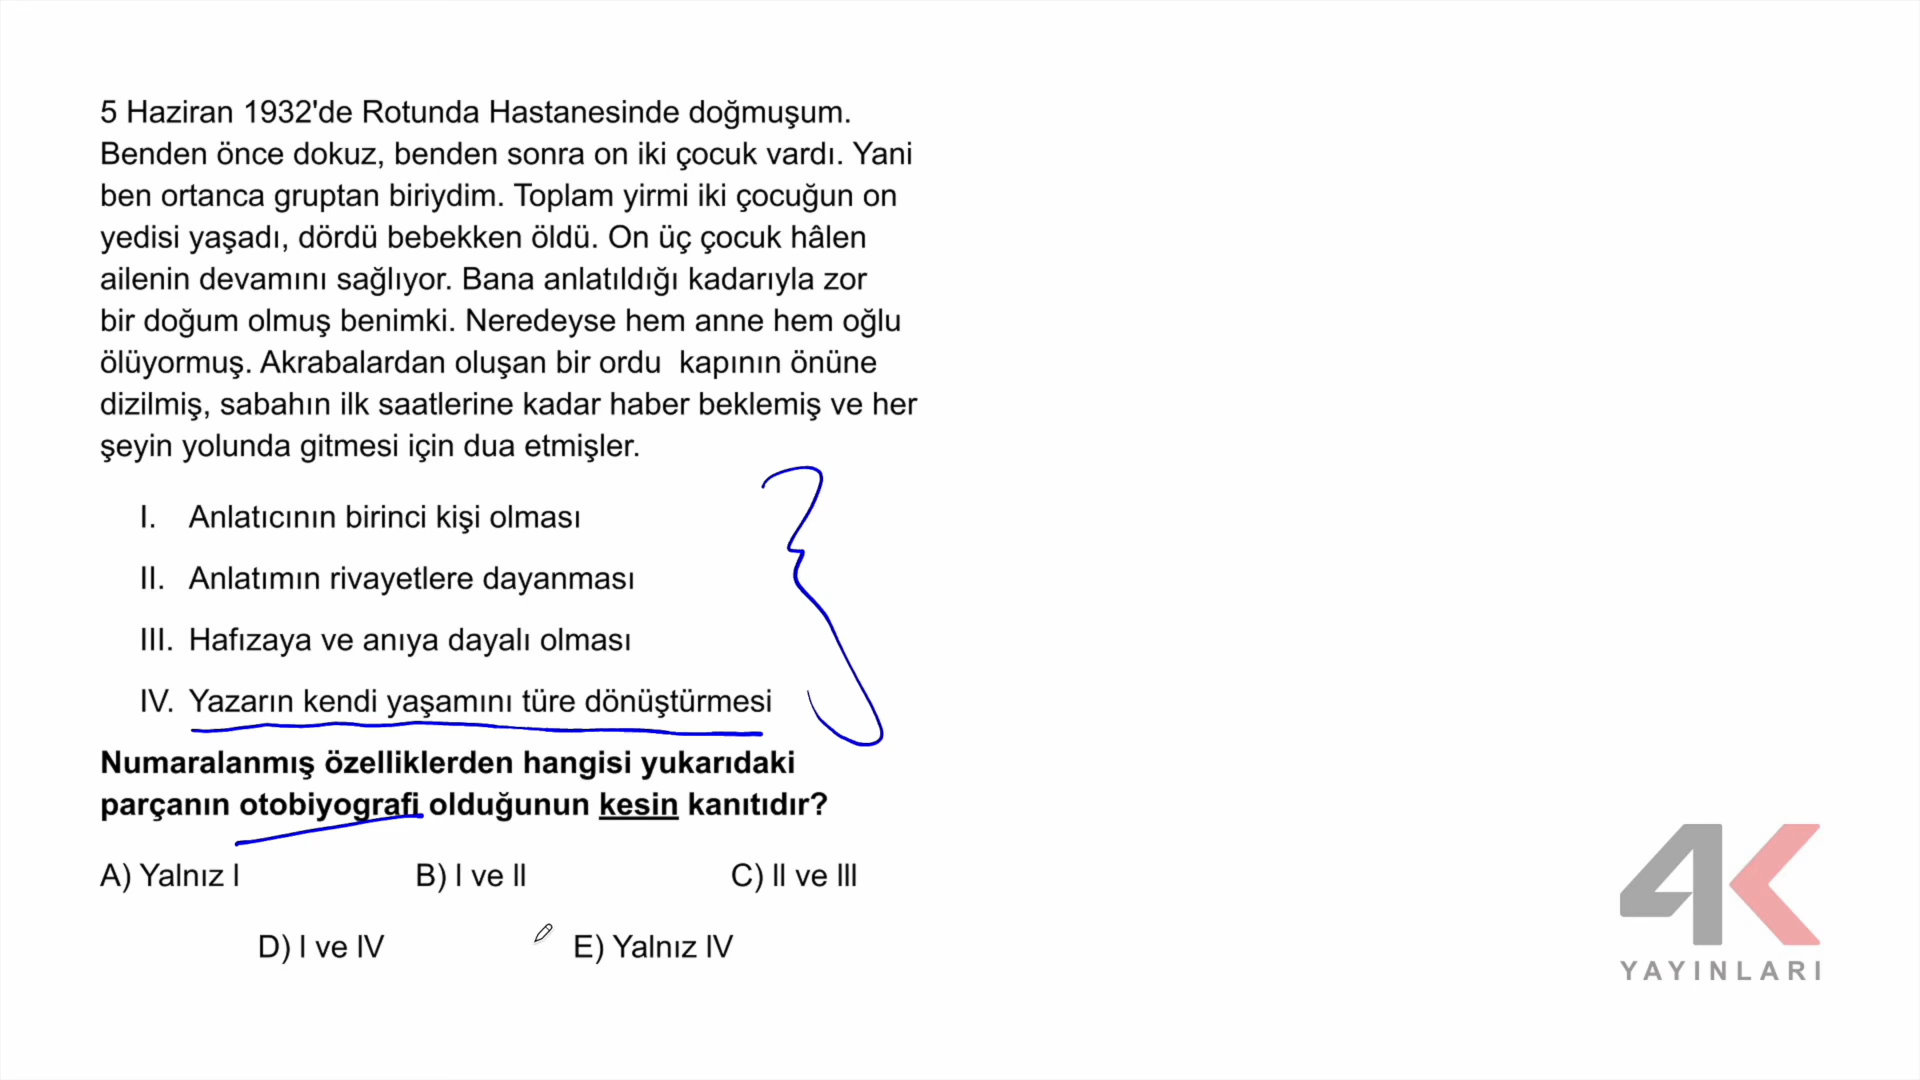 5 Haziran 1932'de Rotunda Hastanesinde doğmuşum.
Benden önce dokuz, benden sonra on iki çocuk vardı. Yani
ben ortanca gruptan biriydim. Toplam yirmi iki çocuğun on
yedisi yaşadı, dördü bebekken öldü. On üç çocuk hâlen
ailenin devamını sağlıyor. Bana anlatıldığı kadarıyla zor
bir doğum olmuş benimki. Neredeyse hem anne hem oğlu
ölüyormuş. Akrabalardan oluşan bir ordu kapının önüne
dizilmiş, sabahın ilk saatlerine kadar haber beklemiş ve her
şeyin yolunda gitmesi için dua etmişler.
I. Anlatıcının birinci kişi olması
II. Anlatımın rivayetlere dayanması
III. Hafızaya ve anıya dayalı olması
IV. Yazarın kendi yaşamını türe dönüştürmesi
Numaralanmış özelliklerden hangisi yukarıdaki
parçanın otobiyografi olduğunun kesin kanıtıdır?
A) Yalnız I B) I ve II C) II ve III
D) I ve IV E) Yalnız IV
4K
YAYINLARI